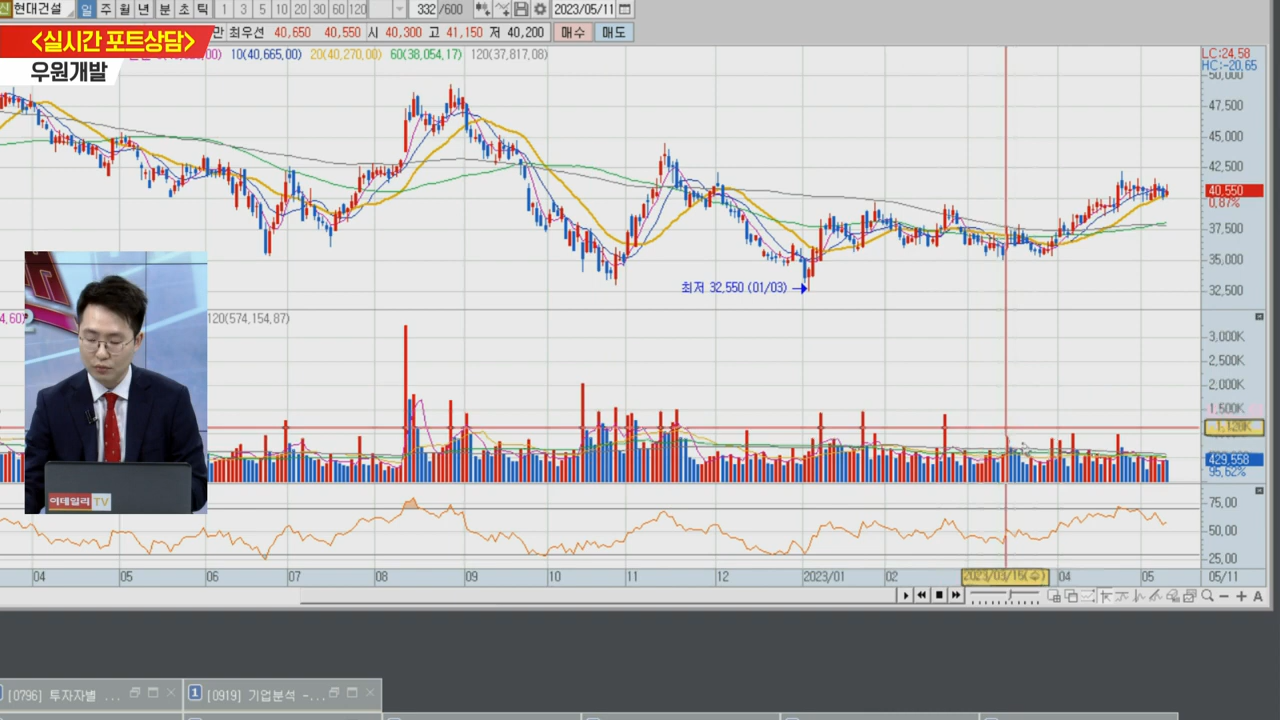 신 현대건설 일 주 월 년 분 초 틱 1 3 5 10 20 30 60 120 332 /600 2023/05/11
만 최우선 40,650 40,550 시 40,300 고 41,150 저 40,200 매수 매도
<실시간 포트상담>
우원개발
10(40,665,00) 20(40,270,00) 60(38,054,17) 120(37,817,08)
LC:24,58
HC:-20,65
50,000
47,500
45,000
42,500
40,550
0,87%
37,500
35,000
32,500
최저 32,550 (01/03)
4,60)
120(574,154,87)
3,000K
2,500K
2,000K
1,500K
1,128K
429,558
95,62%
이데일리 TV
75,00
50,00
25,00
04 05 06 07 08 09 10 11 12 2023/01 02 2023/03/15(수) 04 05 05/11
A
[0796] 투자자별 ... 1 [0919] 기업분석 -...